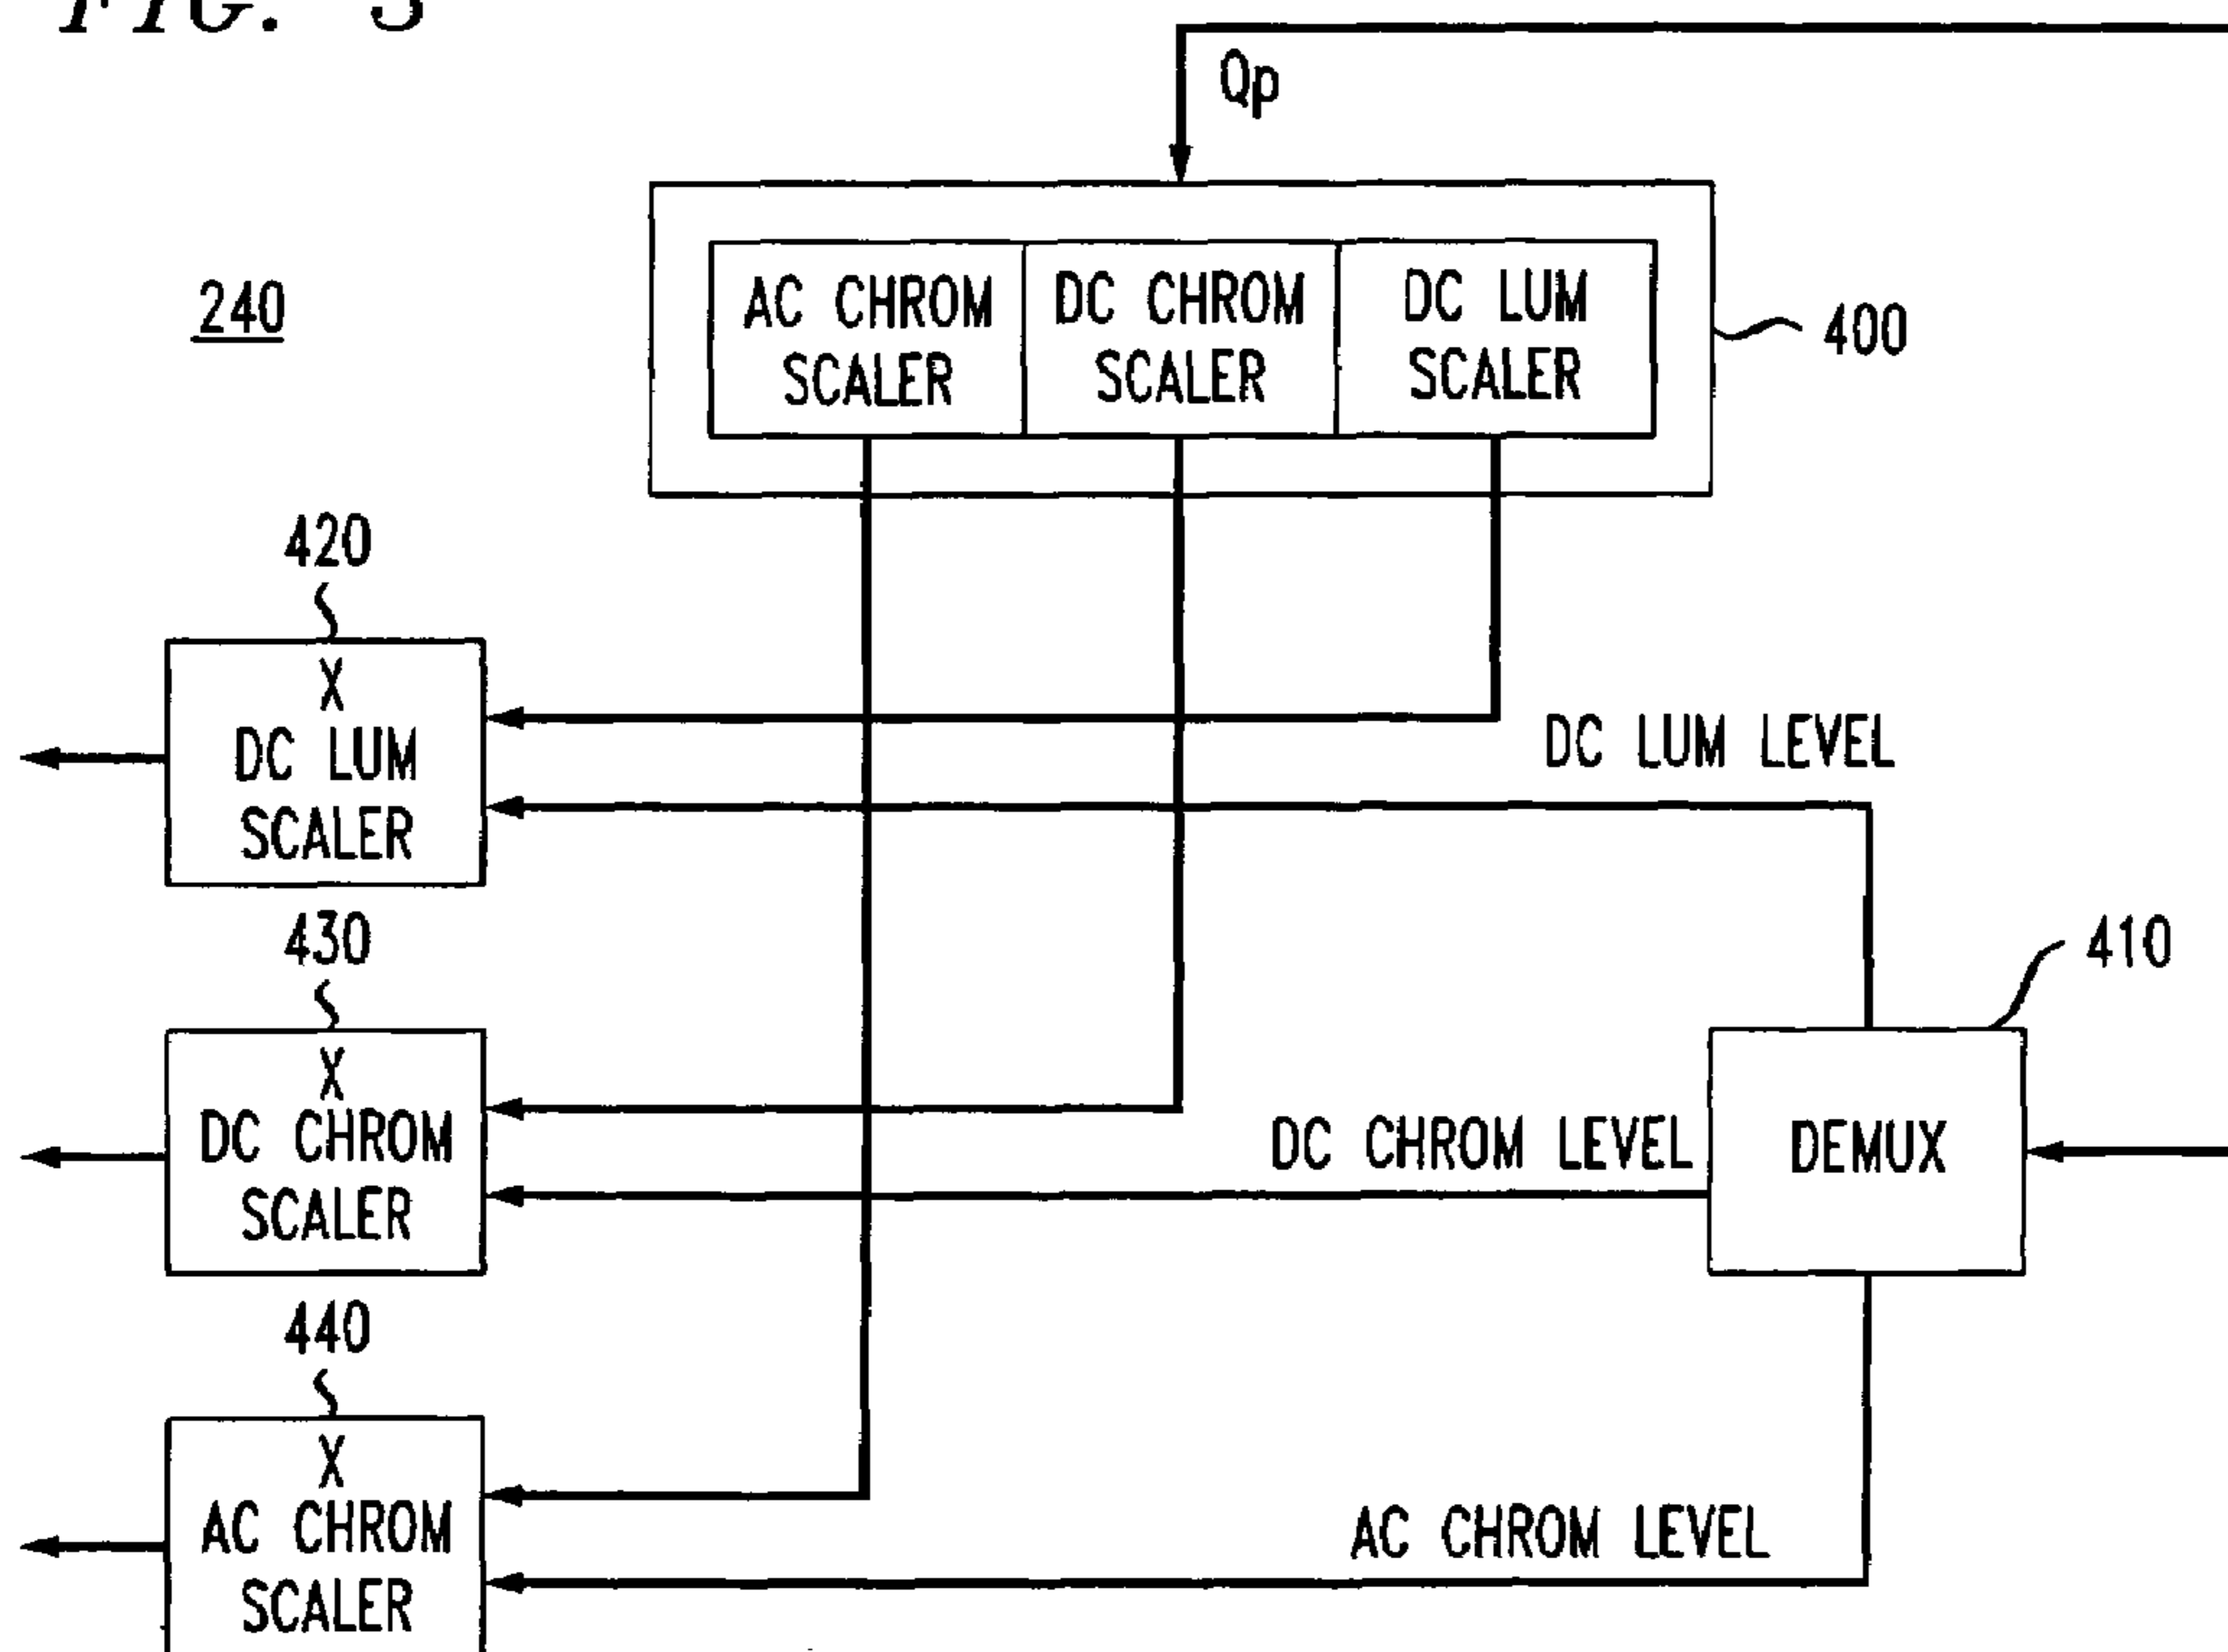 FIG. 3
Qp
240
AC CHROM
SCALER
DC CHROM
SCALER
DC LUM
SCALER
400
420
X
DC LUM
SCALER
DC LUM LEVEL
430
410
X
DC CHROM
SCALER
DC CHROM LEVEL
DEMUX
440
X
AC CHROM
SCALER
AC CHROM LEVEL